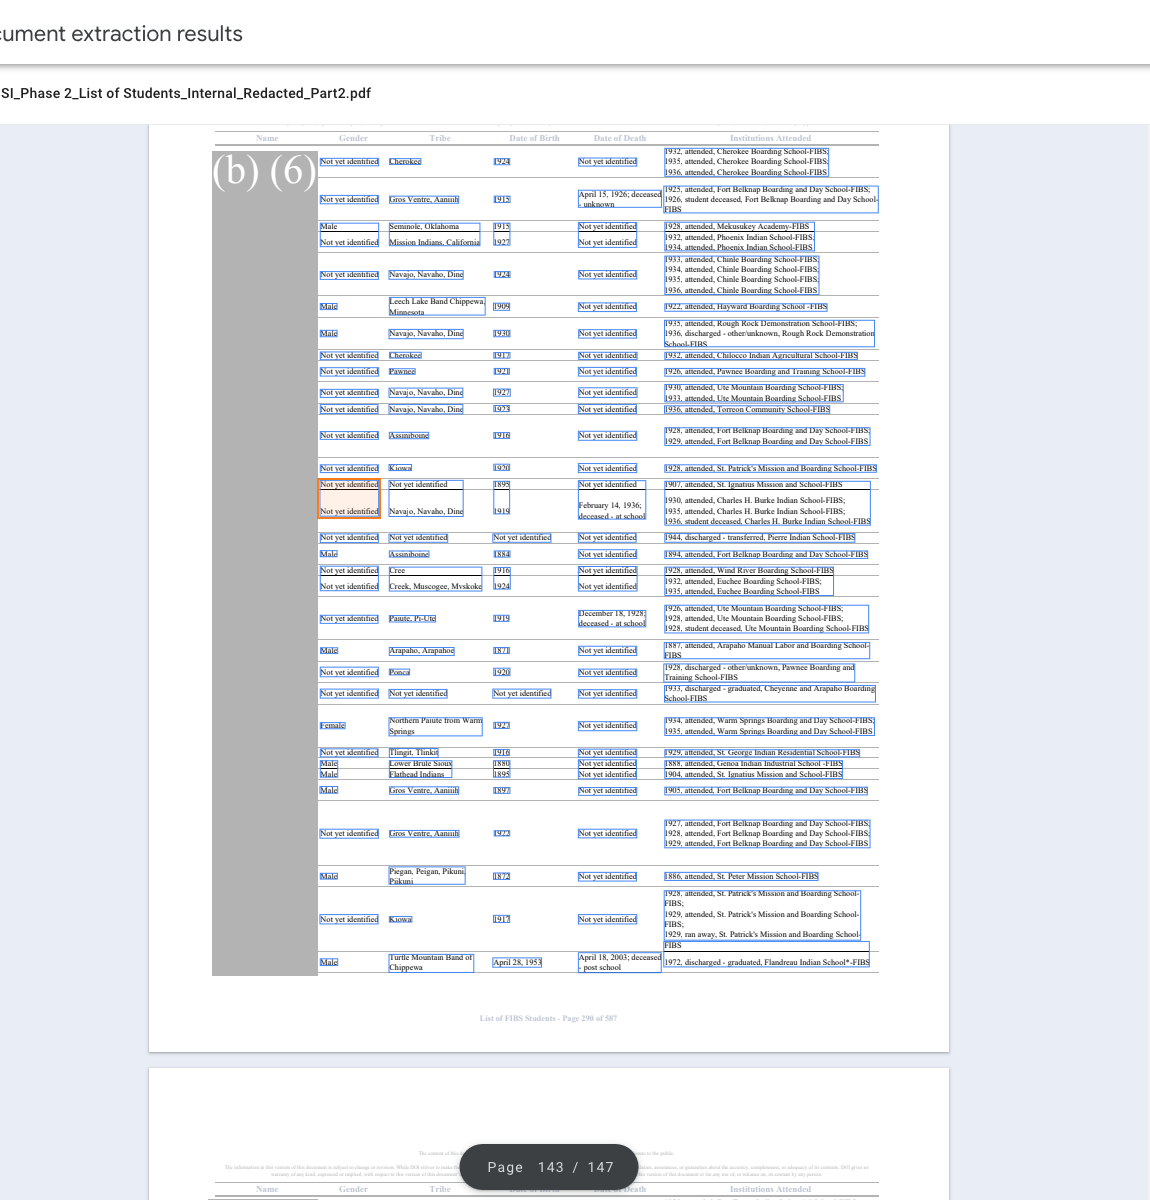 cument extraction results
SI_Phase 2_List of Students_Internal_Redacted_Part2.pdf
Name Gender Tribe Date of Birth Date of Death Institutions Attended
(b) (6)
Not yet identified Cherokee 1924 Not yet identified 1932, attended, Cherokee Boarding School-FIBS;
1935, attended, Cherokee Boarding School-FIBS;
1936, attended, Cherokee Boarding School-FIBS
Not yet identified Gros Ventre, Aaniiih 1915 April 15, 1926; deceased 1925, attended, Fort Belknap Boarding and Day School-FIBS;
- unknown 1926, student deceased, Fort Belknap Boarding and Day School-
FIBS
Male Seminole, Oklahoma 1915 Not yet identified 1928, attended, Mekusukey Academy-FIBS
Not yet identified Mission Indians, California 1927 Not yet identified 1932, attended, Phoenix Indian School-FIBS;
1934, attended, Phoenix Indian School-FIBS
Not yet identified Navajo, Navaho, Dine 1924 Not yet identified 1933, attended, Chinle Boarding School-FIBS;
1934, attended, Chinle Boarding School-FIBS;
1935, attended, Chinle Boarding School-FIBS;
1936, attended, Chinle Boarding School-FIBS
Male Leech Lake Band Chippewa, 1909 Not yet identified 1922, attended, Hayward Boarding School -FIBS
Minnesota
Male Navajo, Navaho, Dine 1930 Not yet identified 1935, attended, Rough Rock Demonstration School-FIBS;
1936, discharged - other/unknown, Rough Rock Demonstration
School-FIBS
Not yet identified Cherokee 1917 Not yet identified 1932, attended, Chilocco Indian Agricultural School-FIBS
Not yet identified Pawnee 1921 Not yet identified 1926, attended, Pawnee Boarding and Training School-FIBS
Not yet identified Navajo, Navaho, Dine 1927 Not yet identified 1930, attended, Ute Mountain Boarding School-FIBS;
1933, attended, Ute Mountain Boarding School-FIBS
Not yet identified Navajo, Navaho, Dine 1923 Not yet identified 1936, attended, Torreon Community School-FIBS
Not yet identified Assiniboine 1916 Not yet identified 1928, attended, Fort Belknap Boarding and Day School-FIBS;
1929, attended, Fort Belknap Boarding and Day School-FIBS
Not yet identified Kiowa 1920 Not yet identified 1928, attended, St. Patrick's Mission and Boarding School-FIBS
Not yet identified Not yet identified 1895 Not yet identified 1907, attended, St. Ignatius Mission and School-FIBS
Not yet identified Navajo, Navaho, Dine 1919 February 14, 1936; 1930, attended, Charles H. Burke Indian School-FIBS;
deceased - at school 1935, attended, Charles H. Burke Indian School-FIBS;
1936, student deceased, Charles H. Burke Indian School-FIBS
Not yet identified Not yet identified Not yet identified Not yet identified 1944, discharged - transferred, Pierre Indian School-FIBS
Male Assiniboine 1884 Not yet identified 1894, attended, Fort Belknap Boarding and Day School-FIBS
Not yet identified Cree 1916 Not yet identified 1928, attended, Wind River Boarding School-FIBS
Not yet identified Creek, Muscogee, Mvskoke 1924 Not yet identified 1932, attended, Euchee Boarding School-FIBS;
1935, attended, Euchee Boarding School-FIBS
Not yet identified Paiute, Pi-Ute 1919 December 18, 1928; 1926, attended, Ute Mountain Boarding School-FIBS;
deceased - at school 1928, attended, Ute Mountain Boarding School-FIBS;
1928, student deceased, Ute Mountain Boarding School-FIBS
Male Arapaho, Arapahoe 1871 Not yet identified 1887, attended, Arapaho Manual Labor and Boarding School-
FIBS
Not yet identified Ponca 1920 Not yet identified 1928, discharged - other/unknown, Pawnee Boarding and
Training School-FIBS
Not yet identified Not yet identified Not yet identified Not yet identified 1933, discharged - graduated, Cheyenne and Arapaho Boarding
School-FIBS
Female Northern Paiute from Warm 1927 Not yet identified 1934, attended, Warm Springs Boarding and Day School-FIBS;
Springs 1935, attended, Warm Springs Boarding and Day School-FIBS
Not yet identified Tlingit, Tlinkit 1916 Not yet identified 1929, attended, St. George Indian Residential School-FIBS
Male Lower Brule Sioux 1880 Not yet identified 1888, attended, Genoa Indian Industrial School -FIBS
Male Flathead Indians 1895 Not yet identified 1904, attended, St. Ignatius Mission and School-FIBS
Male Gros Ventre, Aaniiih 1897 Not yet identified 1905, attended, Fort Belknap Boarding and Day School-FIBS
Not yet identified Gros Ventre, Aaniiih 1922 Not yet identified 1927, attended, Fort Belknap Boarding and Day School-FIBS;
1928, attended, Fort Belknap Boarding and Day School-FIBS;
1929, attended, Fort Belknap Boarding and Day School-FIBS
Male Piegan, Peigan, Pikuni, 1872 Not yet identified 1886, attended, St. Peter Mission School-FIBS
Piikuni
Not yet identified Kiowa 1917 Not yet identified 1928, attended, St. Patrick's Mission and Boarding School-
FIBS;
1929, attended, St. Patrick's Mission and Boarding School-
FIBS;
1929, ran away, St. Patrick's Mission and Boarding School-
FIBS
Male Turtle Mountain Band of April 28, 1953 April 18, 2003; deceased 1972, discharged - graduated, Flandreau Indian School*-FIBS
Chippewa - post school
List of FIBS Students - Page 290 of 587
Page 143 / 147
Name Gender Tribe Date of Birth Date of Death Institutions Attended